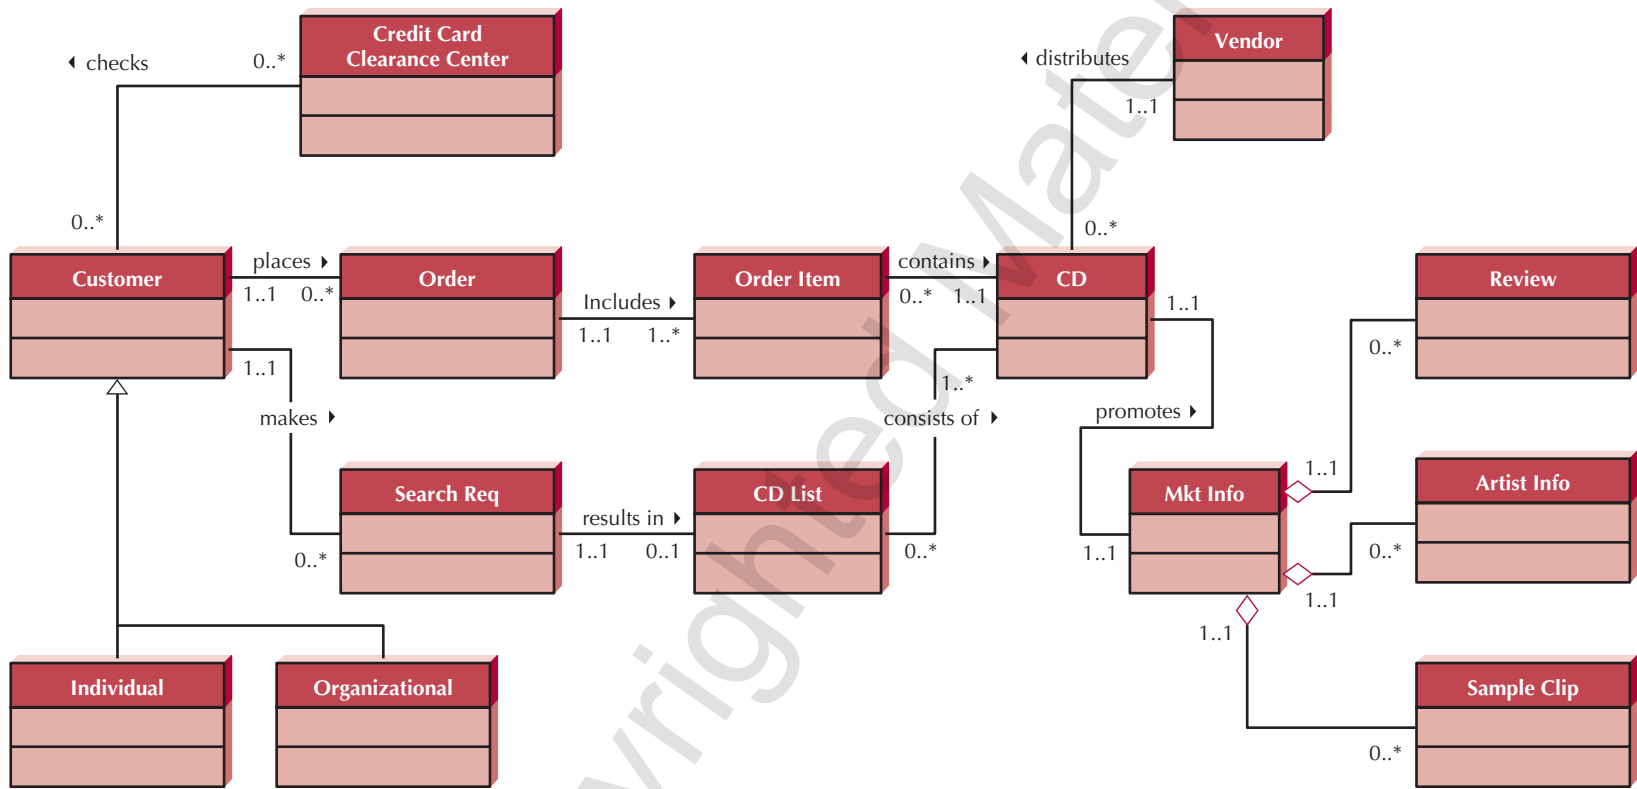 Credit Card
Clearance Center
◂ checks
0..*
0..*
Vendor
◂ distributes
1..1
0..*
Customer
places ▸
1..1
0..*
Order
Includes ▸
1..1
1..*
Order Item
contains ▸
0..*
1..1
CD
1..1
Review
0..*
1..1
makes ▸
0..*
1..*
consists of ▸
promotes ▸
Search Req
results in ▸
1..1
0..1
CD List
0..*
1..1
Mkt Info
1..1
Artist Info
0..*
1..1
1..1
Individual
Organizational
Sample Clip
0..*